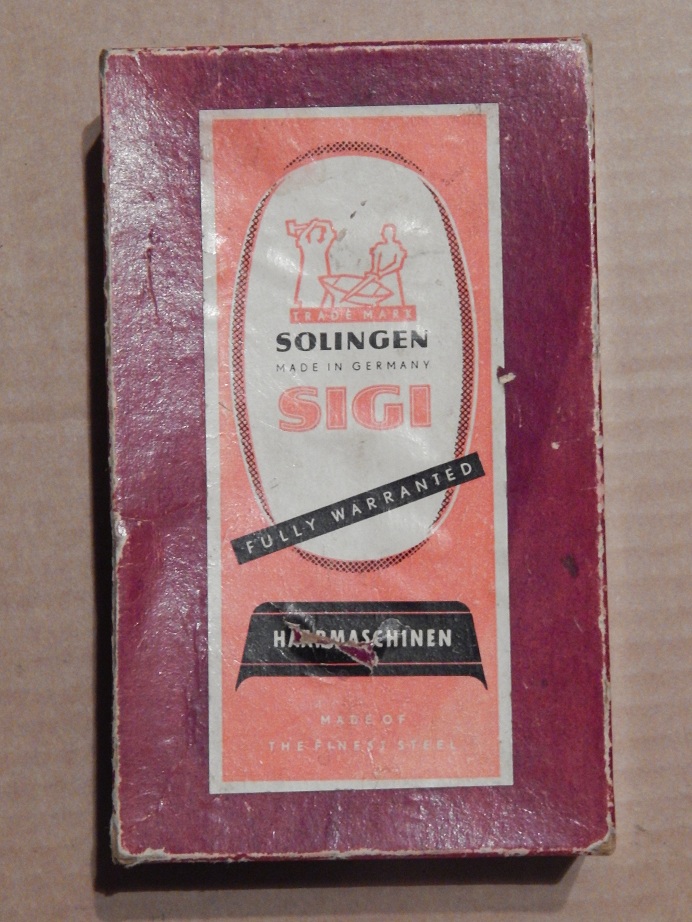 TRADE MARK
SOLINGEN
MADE IN GERMANY
SIGI
FULLY WARRANTED
MADE OF
THE FINEST STEEL